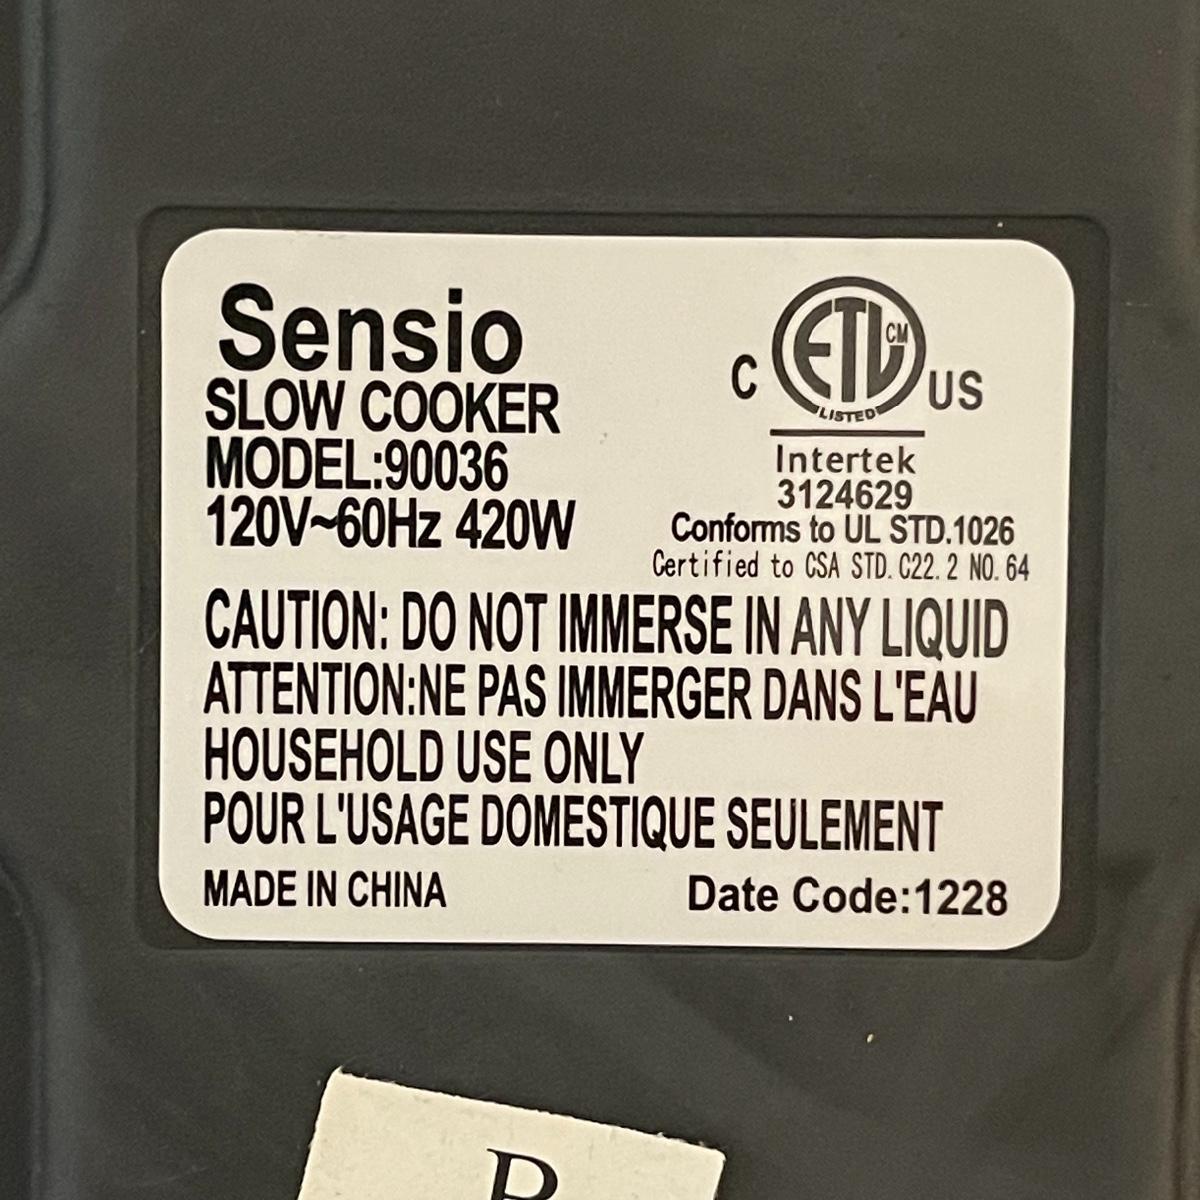 Sensio
SLOW COOKER
MODEL:90036
120V~60Hz 420W
C ETL CM LISTED US
Intertek
3124629
Conforms to UL STD.1026
Certified to CSA STD. C22. 2 NO. 64
CAUTION: DO NOT IMMERSE IN ANY LIQUID
ATTENTION:NE PAS IMMERGER DANS L'EAU
HOUSEHOLD USE ONLY
POUR L'USAGE DOMESTIQUE SEULEMENT
MADE IN CHINA
Date Code:1228